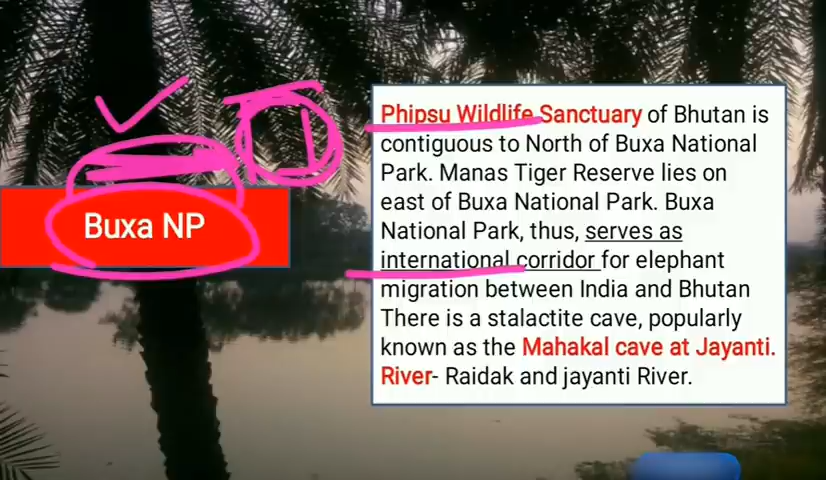 Buxa NP
Phipsu Wildlife Sanctuary of Bhutan is
contiguous to North of Buxa National
Park. Manas Tiger Reserve lies on
east of Buxa National Park. Buxa
National Park, thus, serves as
international corridor for elephant
migration between India and Bhutan
There is a stalactite cave, popularly
known as the Mahakal cave at Jayanti.
River- Raidak and jayanti River.